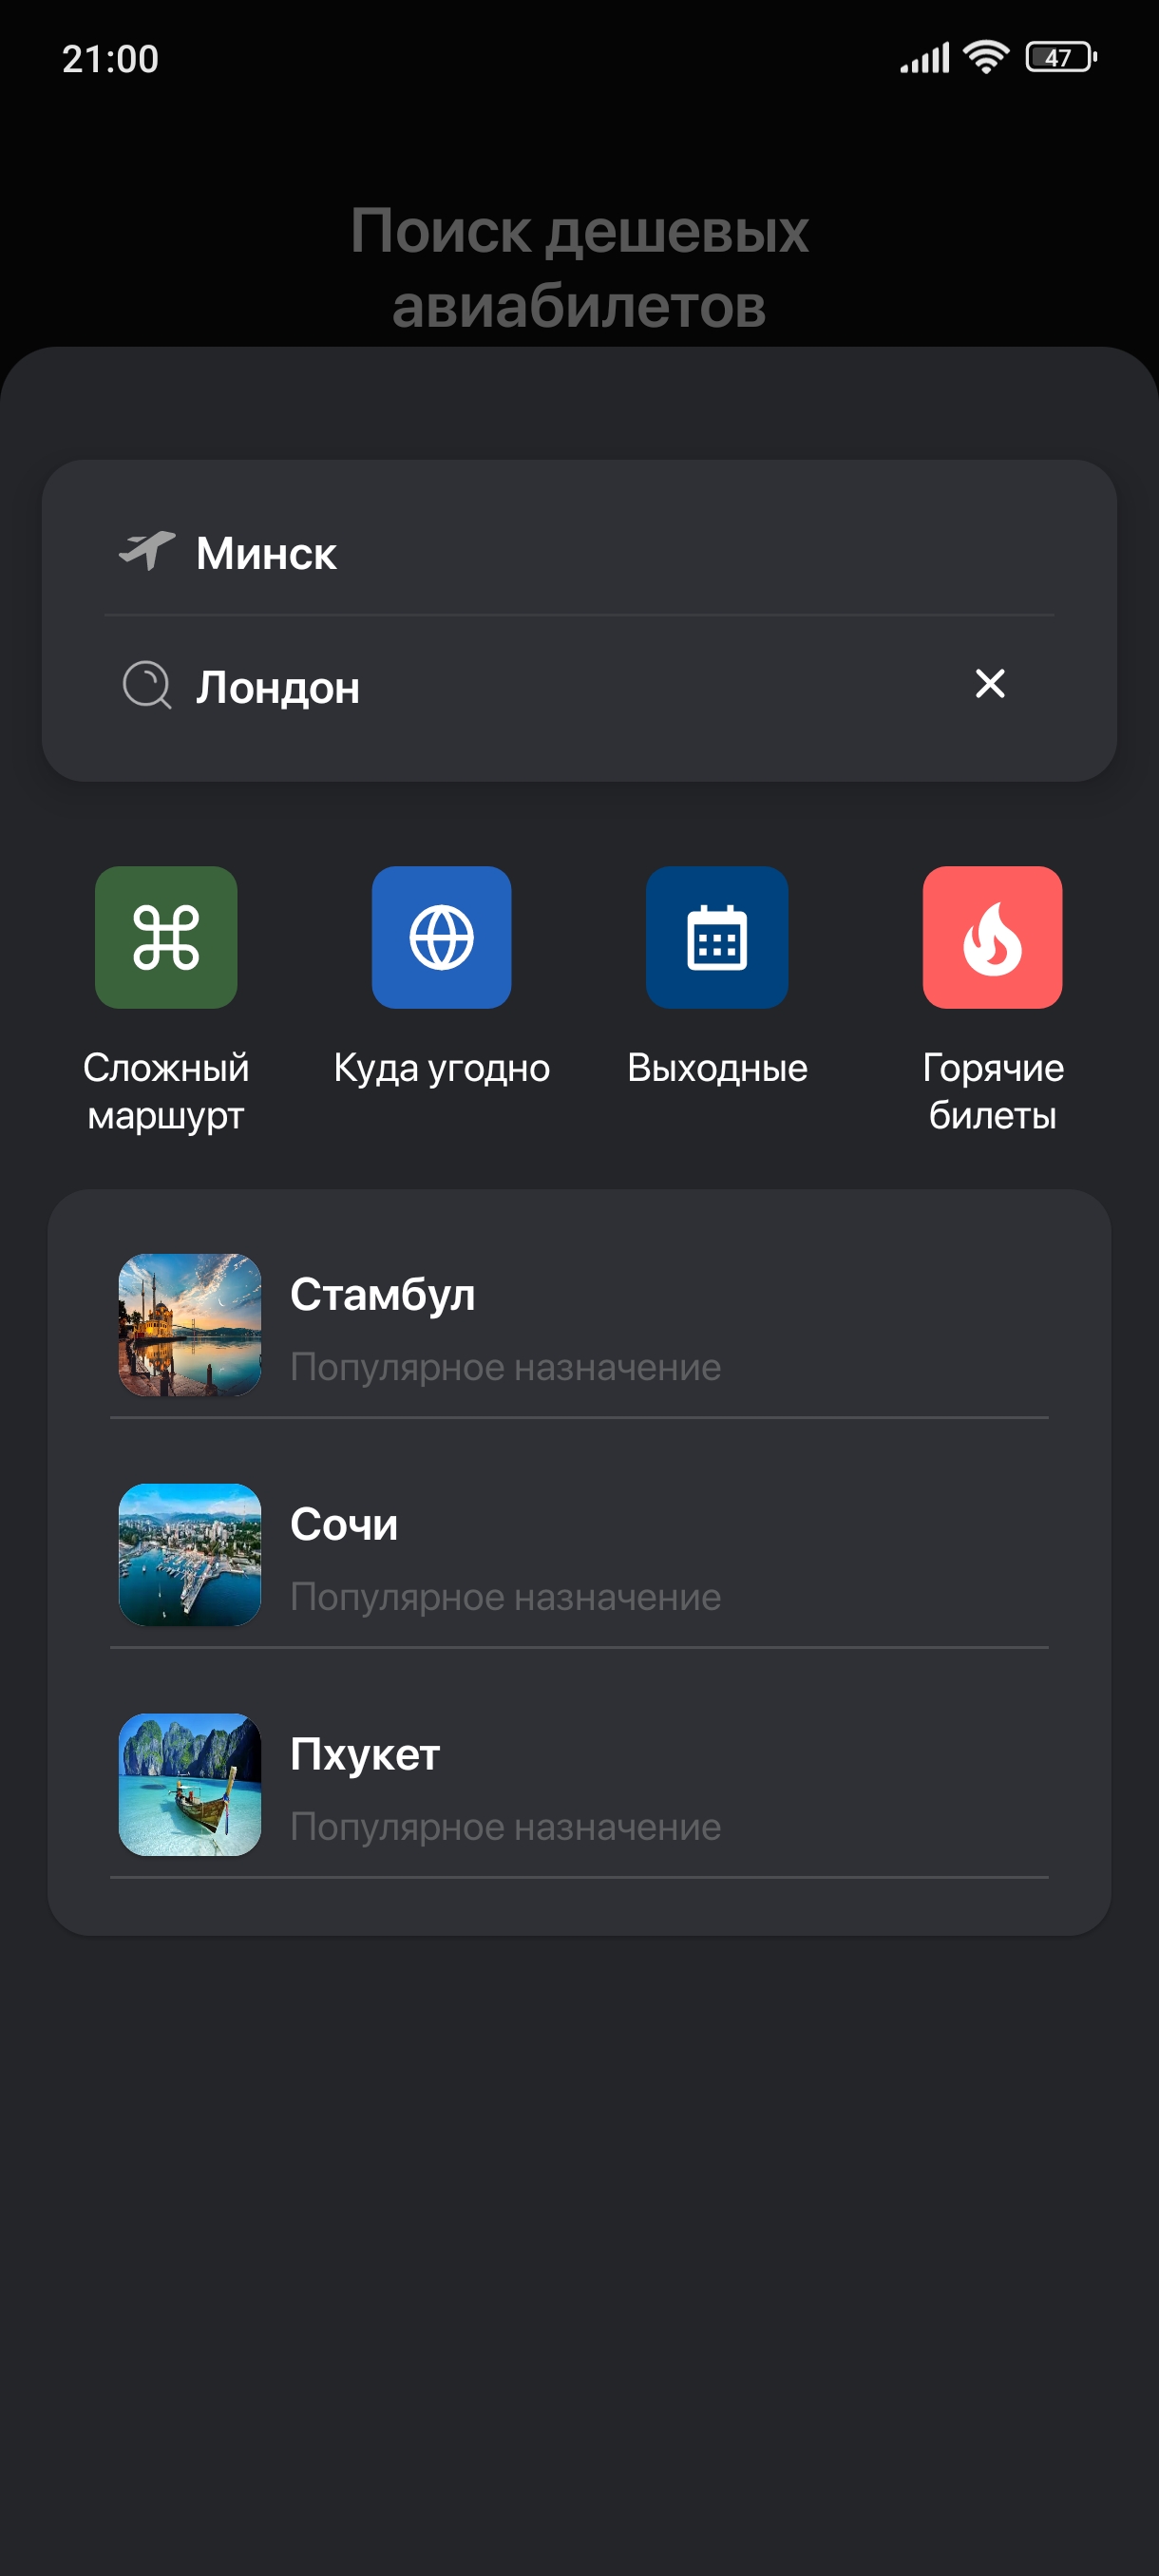 21:00
47
Поиск дешевых
авиабилетов
Минск
Лондон
Сложный
маршурт
Куда угодно
Выходные
Горячие
билеты
Стамбул
Популярное назначение
Сочи
Популярное назначение
Пхукет
Популярное назначение